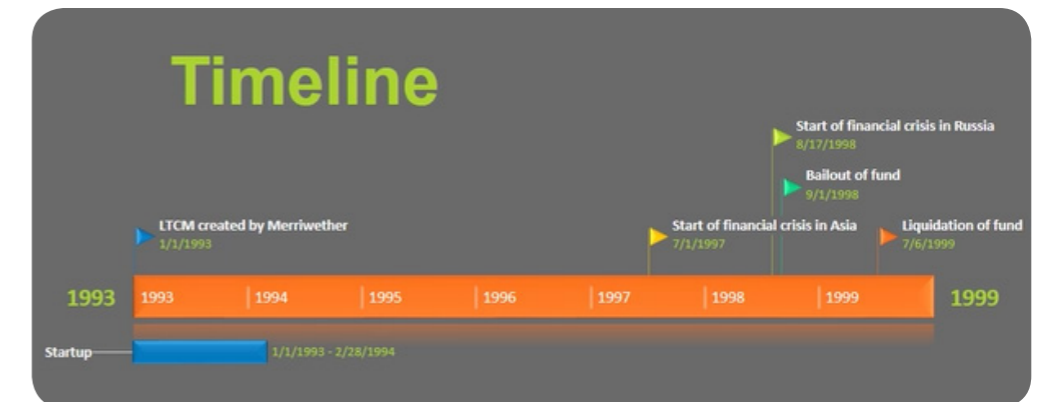 Timeline
Start of financial crisis in Russia
8/17/1998
Bailout of fund
9/1/1998
LTCM created by Merriwether
1/1/1993
Start of financial crisis in Asia
7/1/1997
Liquidation of fund
7/6/1999
1993
1993 1994 1995 1996 1997 1998 1999
1999
Startup
1/1/1993 - 2/28/1994